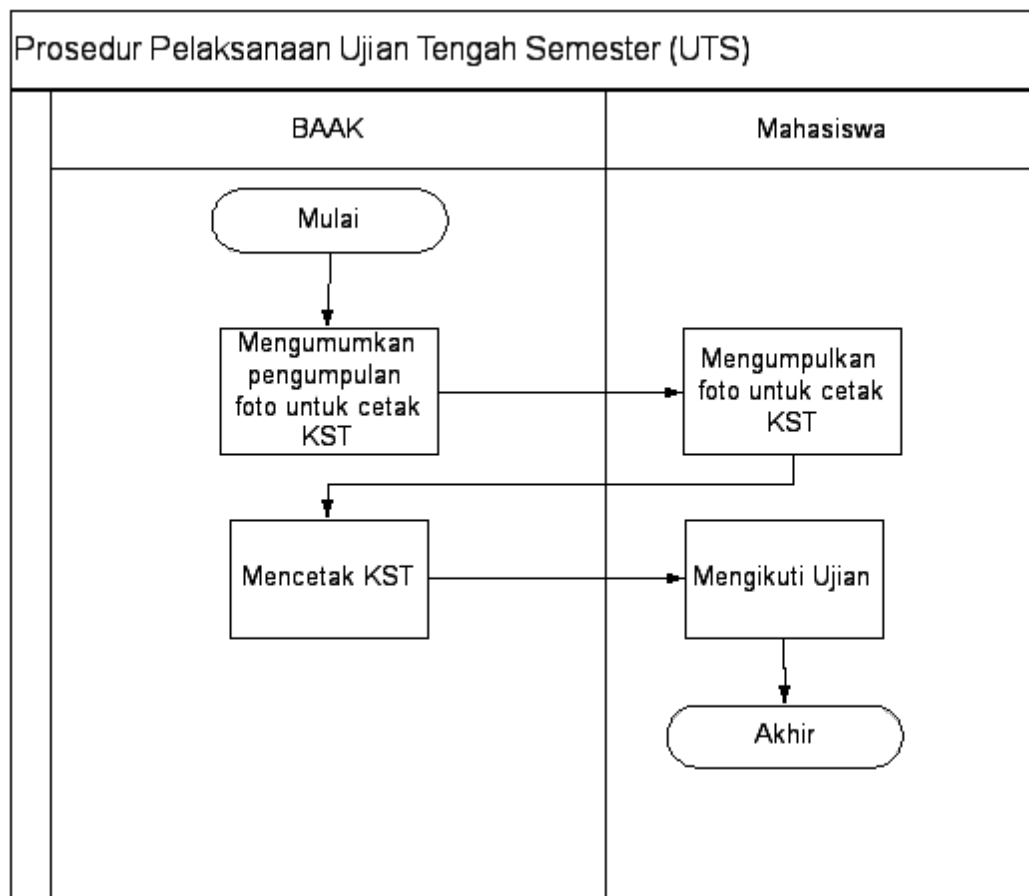 Prosedur Pelaksanaan Ujian Tengah Semester (UTS)
BAAK
Mahasiswa
Mulai
Mengumumkan
pengumpulan
foto untuk cetak
KST
Mengumpulkan
foto untuk cetak
KST
Mencetak KST
Mengikuti Ujian
Akhir